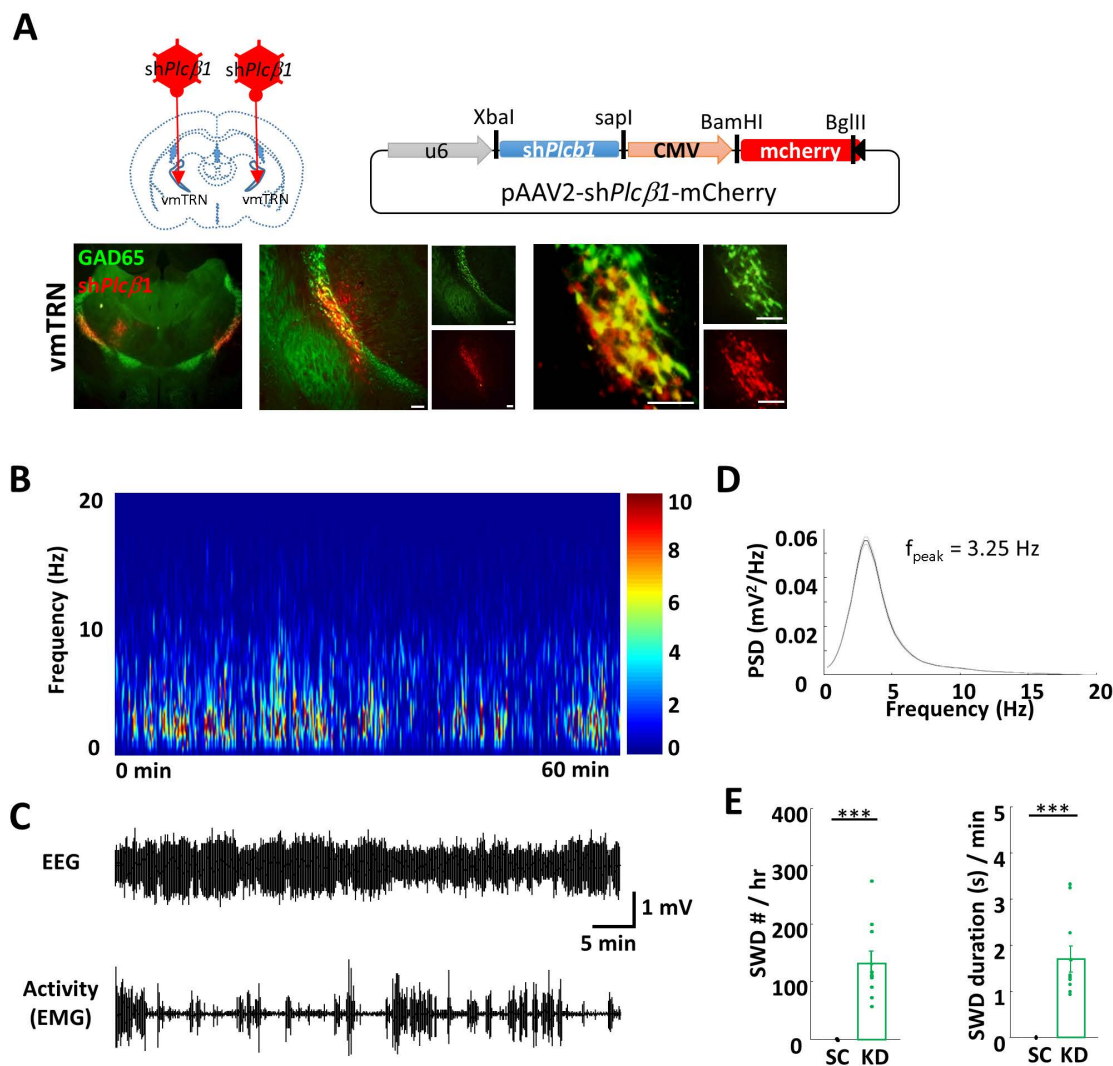 A
shPlcβ1 shPlcβ1
vmTRN vmTRN
XbaI sapI BamHI BglII
u6 shPlcb1 CMV mcherry
pAAV2-shPlcβ1-mCherry
vmTRN
GAD65
shPlcβ1
B
Frequency (Hz)
20
10
0
0 min 60 min
10
8
6
4
2
0
C
EEG
1 mV
5 min
Activity
(EMG)
D
PSD (mV²/Hz)
0.06
0.04
0.02
0
fpeak = 3.25 Hz
0 5 10 15 20
Frequency (Hz)
E
SWD # / hr
400
300
200
100
0
***
SC KD
SWD duration (s) / min
5
4
3
2
1
0
***
SC KD